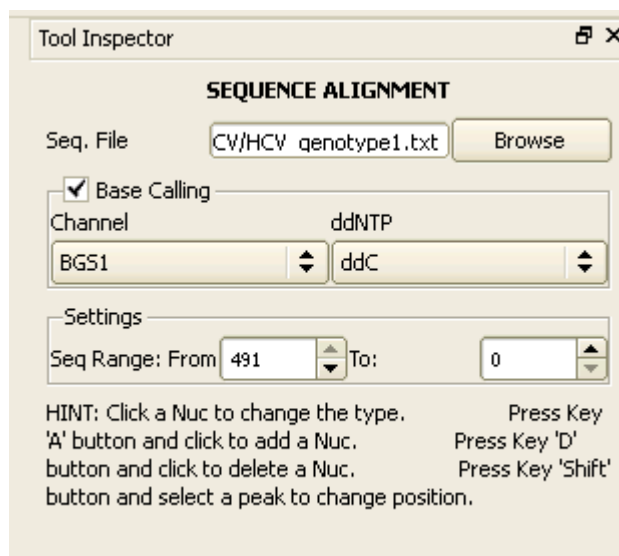 Tool Inspector
SEQUENCE ALIGNMENT
Seq. File CV/HCV_genotype1.txt Browse
Base Calling
Channel ddNTP
BGS1 ddC
Settings
Seq Range: From 491 To: 0
HINT: Click a Nuc to change the type. Press Key
'A' button and click to add a Nuc. Press Key 'D'
button and click to delete a Nuc. Press Key 'Shift'
button and select a peak to change position.